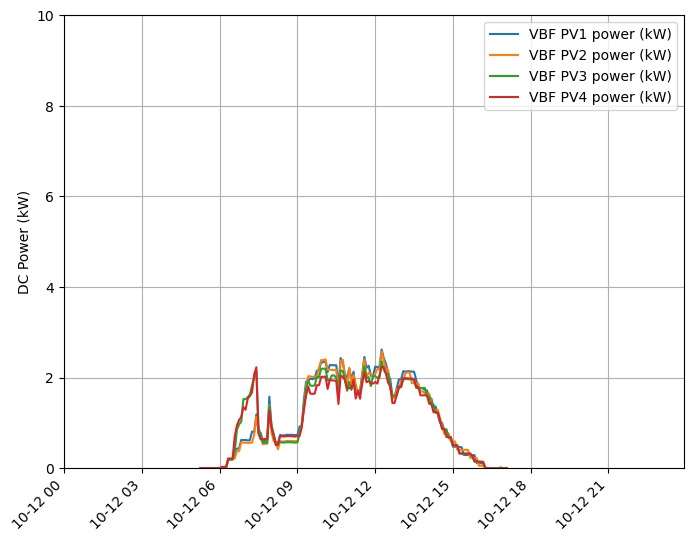 10
8
6
4
2
0
DC Power (kW)
VBF PV1 power (kW)
VBF PV2 power (kW)
VBF PV3 power (kW)
VBF PV4 power (kW)
10-12 00
10-12 03
10-12 06
10-12 09
10-12 12
10-12 15
10-12 18
10-12 21